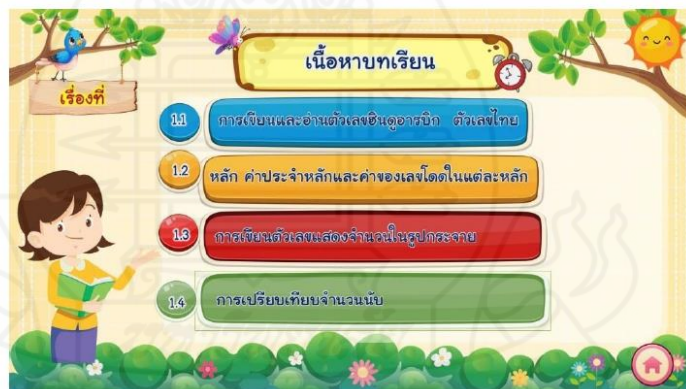 เนื้อหาบทเรียน
เรื่องที่
1.1 การเขียนและอ่านตัวเลขฮินดูอารบิก ตัวเลขไทย
1.2 หลัก ค่าประจำหลักและค่าของเลขโดดในแต่ละหลัก
1.3 การเขียนตัวเลขแสดงจำนวนในรูปกระจาย
1.4 การเปรียบเทียบจำนวนนับ